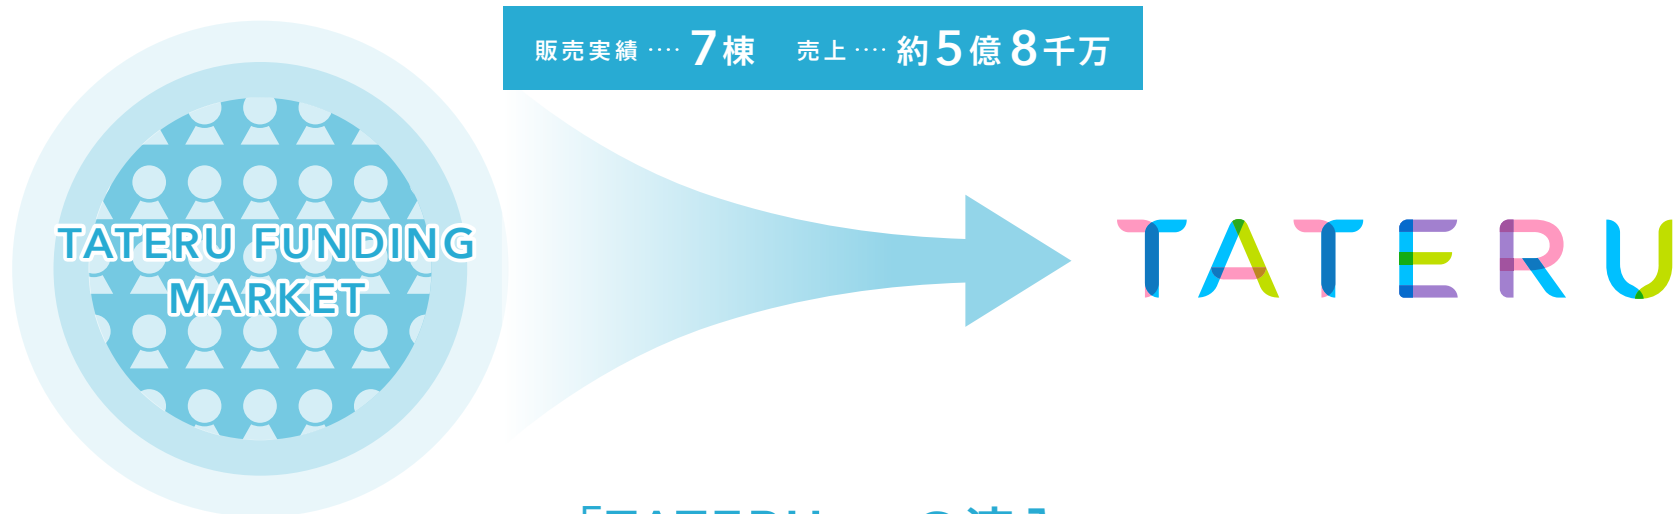 販売実績 ···· 7棟 売上 ···· 約5億8千万
TATERU FUNDING
MARKET
TATERU